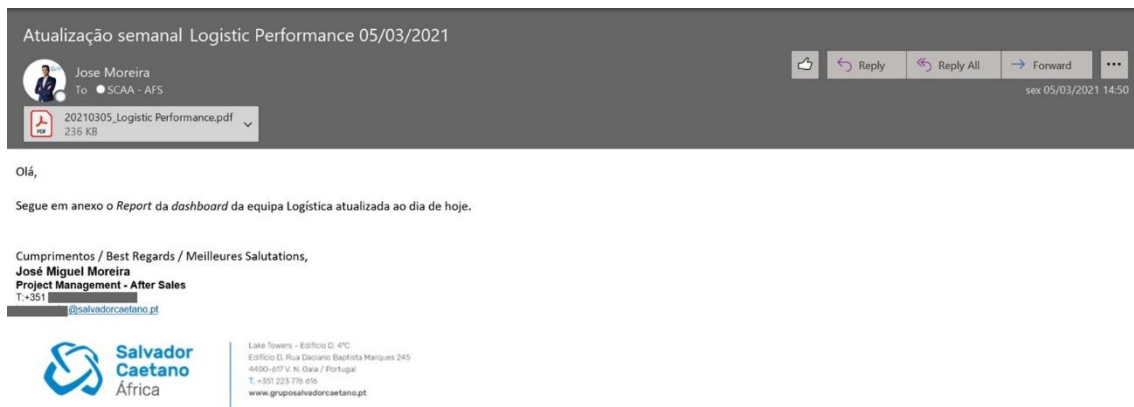 Atualização semanal Logistic Performance 05/03/2021
Jose Moreira
To SCAA - AFS
Reply
Reply All
Forward
sex 05/03/2021 14:50
PDF
20210305_Logistic Performance.pdf
236 KB
Olá,
Segue em anexo o Report da dashboard da equipa Logística atualizada ao dia de hoje.
Cumprimentos / Best Regards / Meilleures Salutations,
José Miguel Moreira
Project Management - After Sales
T:+351
@salvadorcaetano.pt
Salvador
Caetano
África
Lake Towers - Edifício D, 4ºC
Edifício D, Rua Daciano Baptista Marques 245
4400-617 V. N. Gaia / Portugal
T. +351 223 776 616
www.gruposalvadorcaetano.pt